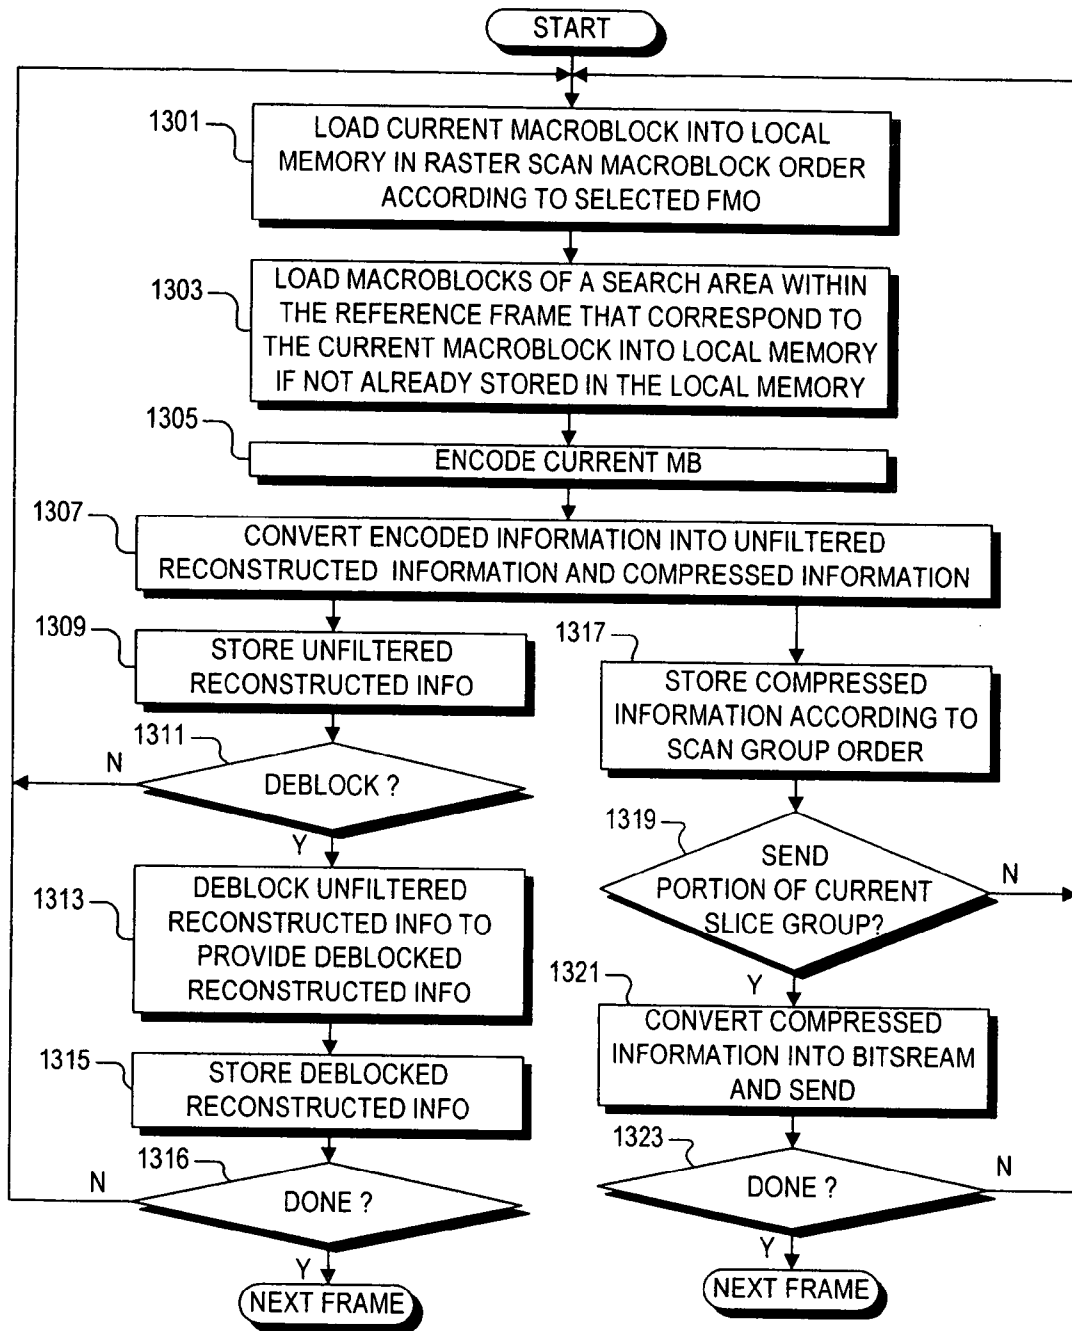 START
1301
LOAD CURRENT MACROBLOCK INTO LOCAL
MEMORY IN RASTER SCAN MACROBLOCK ORDER
ACCORDING TO SELECTED FMO
1303
LOAD MACROBLOCKS OF A SEARCH AREA WITHIN
THE REFERENCE FRAME THAT CORRESPOND TO
THE CURRENT MACROBLOCK INTO LOCAL MEMORY
IF NOT ALREADY STORED IN THE LOCAL MEMORY
1305
ENCODE CURRENT MB
1307
CONVERT ENCODED INFORMATION INTO UNFILTERED
RECONSTRUCTED INFORMATION AND COMPRESSED INFORMATION
1309
STORE UNFILTERED
RECONSTRUCTED INFO
1311
DEBLOCK ?
N
Y
1313
DEBLOCK UNFILTERED
RECONSTRUCTED INFO TO
PROVIDE DEBLOCKED
RECONSTRUCTED INFO
1315
STORE DEBLOCKED
RECONSTRUCTED INFO
1316
DONE ?
N
Y
NEXT FRAME
1317
STORE COMPRESSED
INFORMATION ACCORDING TO
SCAN GROUP ORDER
1319
SEND
PORTION OF CURRENT
SLICE GROUP?
N
Y
1321
CONVERT COMPRESSED
INFORMATION INTO BITSREAM
AND SEND
1323
DONE ?
N
Y
NEXT FRAME